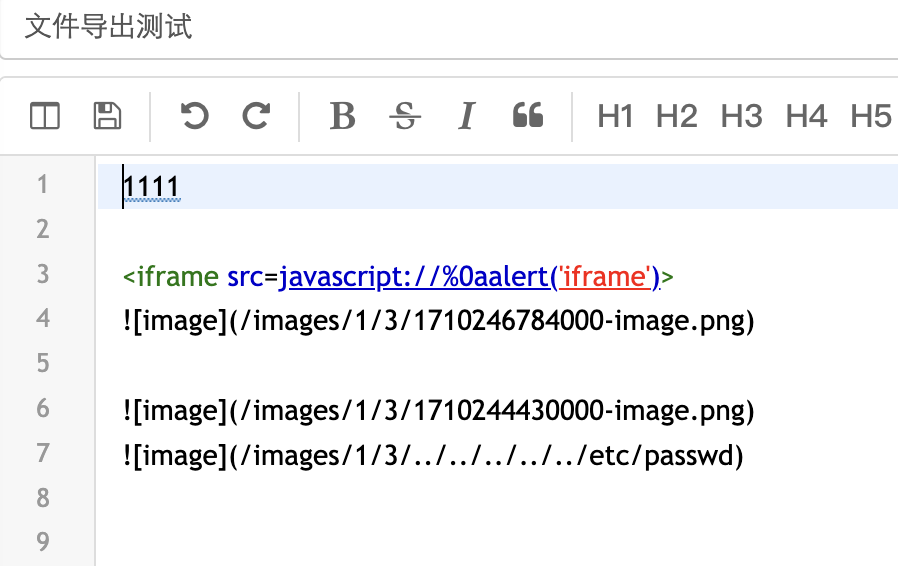 文件导出测试
B S I H1 H2 H3 H4 H5
1 1111
2
3 <iframe src=javascript://%0aalert('iframe')>
4 ![image](/images/1/3/1710246784000-image.png)
5
6 ![image](/images/1/3/1710244430000-image.png)
7 ![image](/images/1/3/../../../../../etc/passwd)
8
9